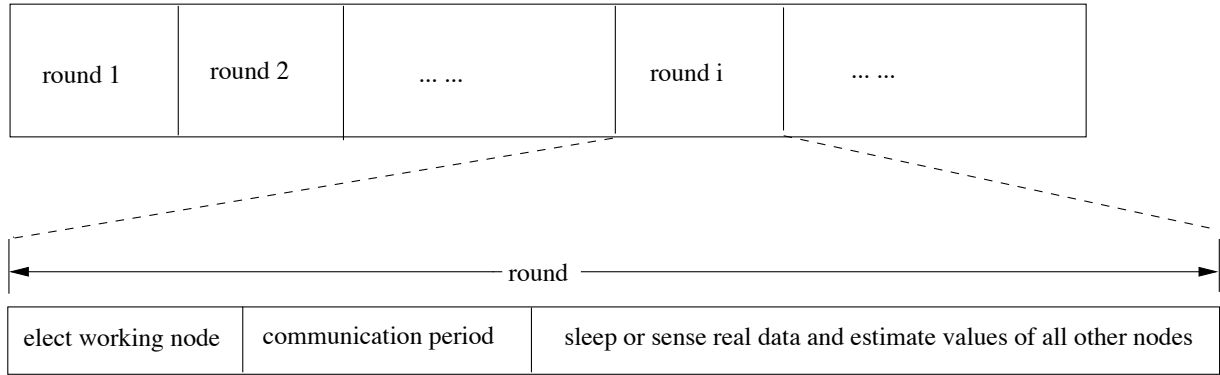 round 1
round 2
... ...
round i
... ...
round
elect working node
communication period
sleep or sense real data and estimate values of all other nodes